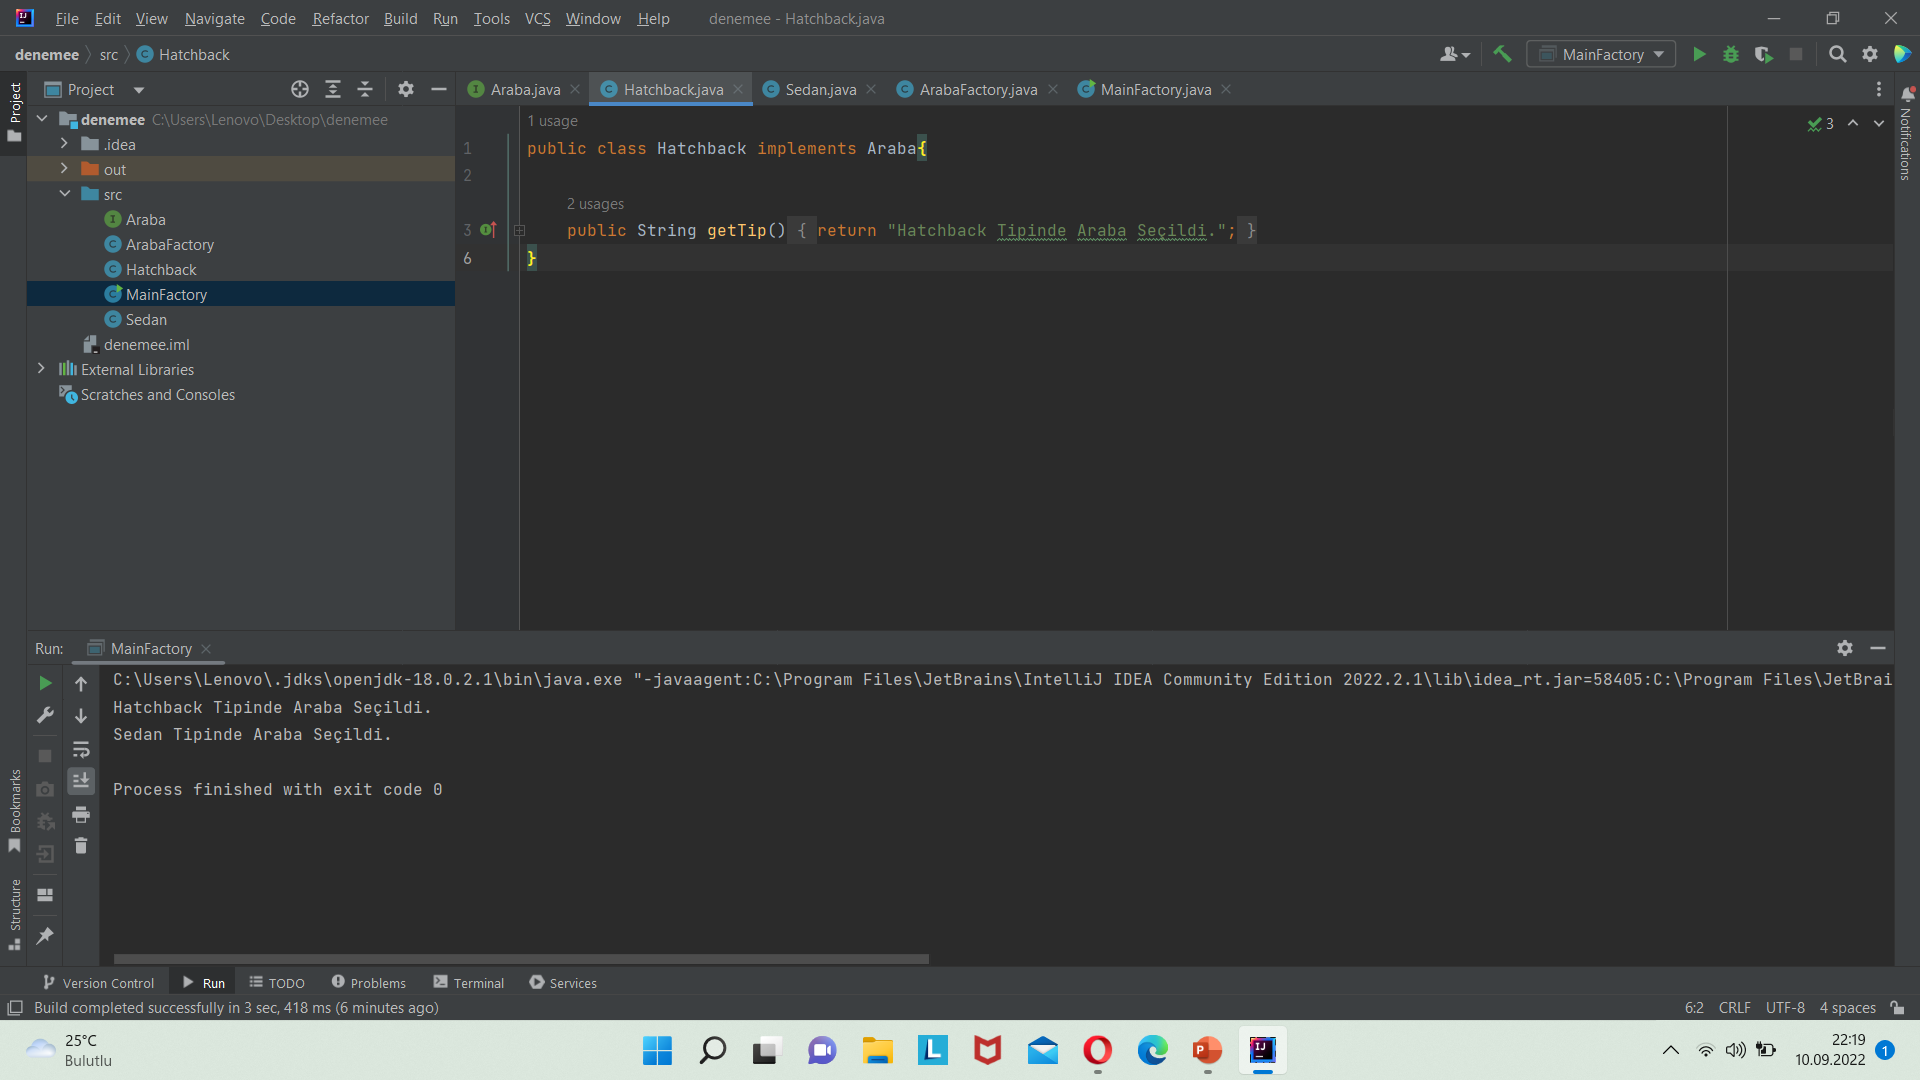 File Edit View Navigate Code Refactor Build Run Tools VCS Window Help denemee - Hatchback.java
denemee src Hatchback MainFactory
Project
Project
denemee C:\Users\Lenovo\Desktop\denemee
.idea
out
src
Araba
ArabaFactory
Hatchback
MainFactory
Sedan
denemee.iml
External Libraries
Scratches and Consoles
Araba.java Hatchback.java Sedan.java ArabaFactory.java MainFactory.java
Notifications
3
1 usage
1 public class Hatchback implements Araba{
2
2 usages
3 public String getTip() { return "Hatchback Tipinde Araba Seçildi."; }
6 }
Run: MainFactory
C:\Users\Lenovo\.jdks\openjdk-18.0.2.1\bin\java.exe "-javaagent:C:\Program Files\JetBrains\IntelliJ IDEA Community Edition 2022.2.1\lib\idea_rt.jar=58405:C:\Program Files\JetBrai
Hatchback Tipinde Araba Seçildi.
Sedan Tipinde Araba Seçildi.
Process finished with exit code 0
Bookmarks
Structure
Version Control Run TODO Problems Terminal Services
Build completed successfully in 3 sec, 418 ms (6 minutes ago) 6:2 CRLF UTF-8 4 spaces
25°C
Bulutlu
22:19
10.09.2022 1